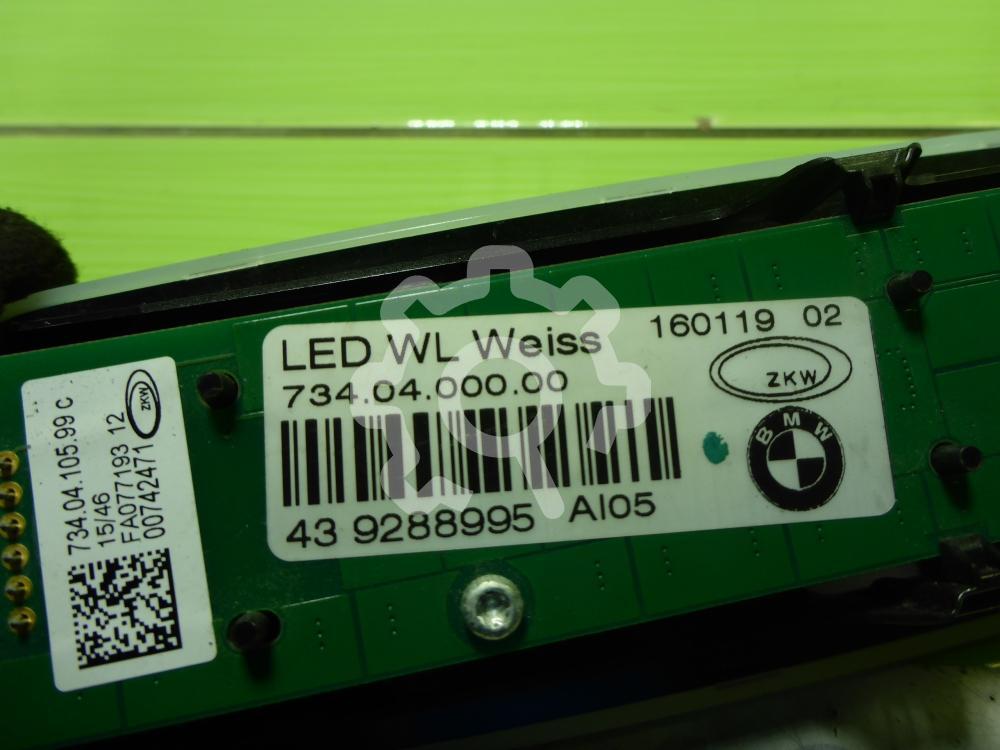 LED WL Weiss
160119 02
734.04.000.00
ZKW
BMW
43 9288995 AI05
734.04.105.99 C
15/46
FA077193 12
00742471
ZKW